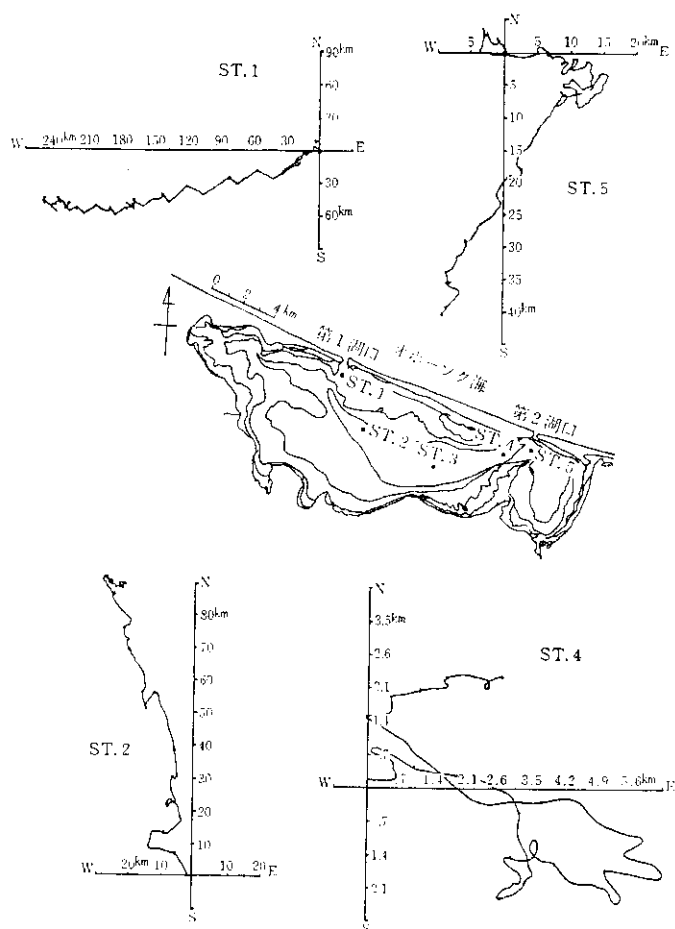 ST.1
N
90km
60
30
W 240km 210 180 150 120 90 60 30 E
30
60km
S
N
W 5 5 10 15 20km E
5
10
15
20
25
30
35
40km
S
ST.5
0 2 4km
第1湖口
オホーツク海
第2湖口
ST.1
ST.2
ST.3
ST.4
ST.5
N
80km
70
60
50
40
30
20
10
W 20km 10 10 20 E
S
ST.2
N
3.5km
2.6
2.1
1.4
W .7 1.4 2.1 2.6 3.5 4.2 4.9 5.6km E
.7
1.4
2.1
S
ST.4